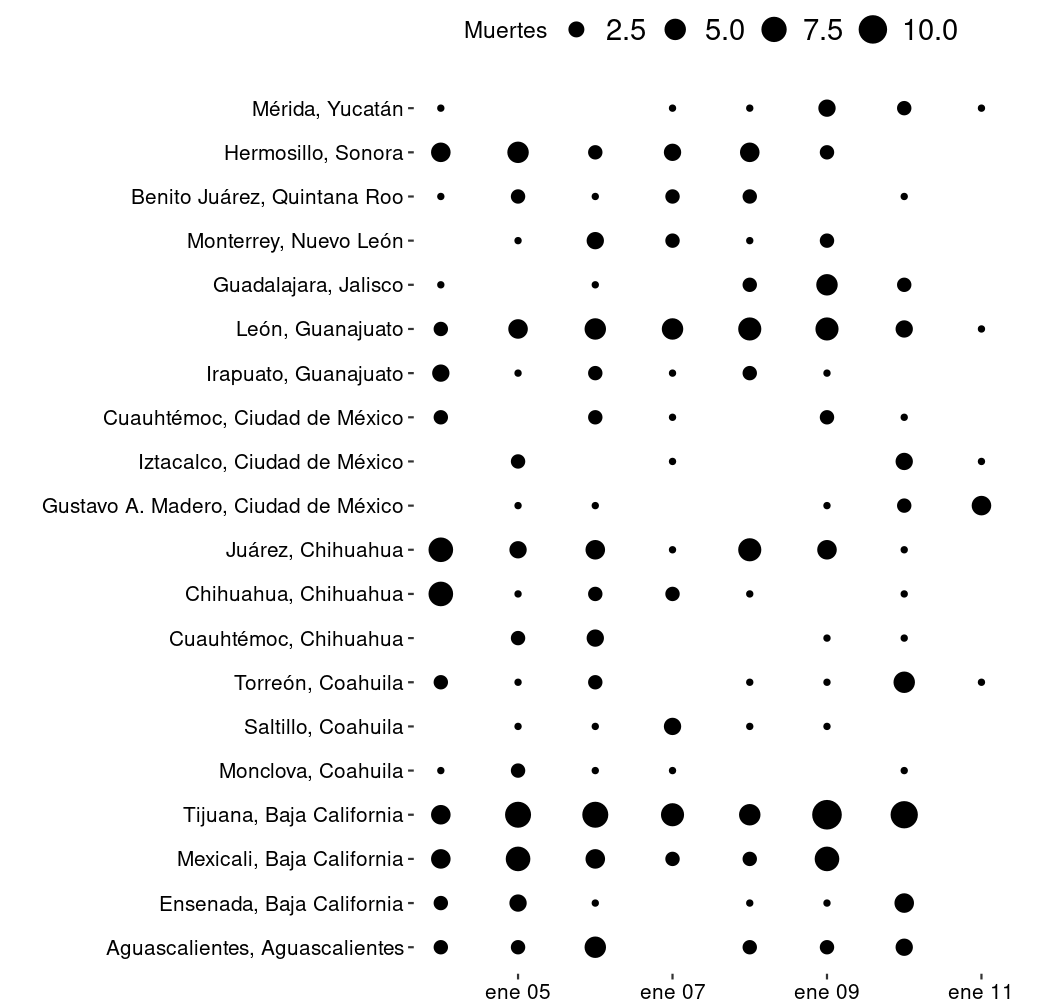 Muertes 2.5 5.0 7.5 10.0
Mérida, Yucatán
Hermosillo, Sonora
Benito Juárez, Quintana Roo
Monterrey, Nuevo León
Guadalajara, Jalisco
León, Guanajuato
Irapuato, Guanajuato
Cuauhtémoc, Ciudad de México
Iztacalco, Ciudad de México
Gustavo A. Madero, Ciudad de México
Juárez, Chihuahua
Chihuahua, Chihuahua
Cuauhtémoc, Chihuahua
Torreón, Coahuila
Saltillo, Coahuila
Monclova, Coahuila
Tijuana, Baja California
Mexicali, Baja California
Ensenada, Baja California
Aguascalientes, Aguascalientes
ene 05 ene 07 ene 09 ene 11